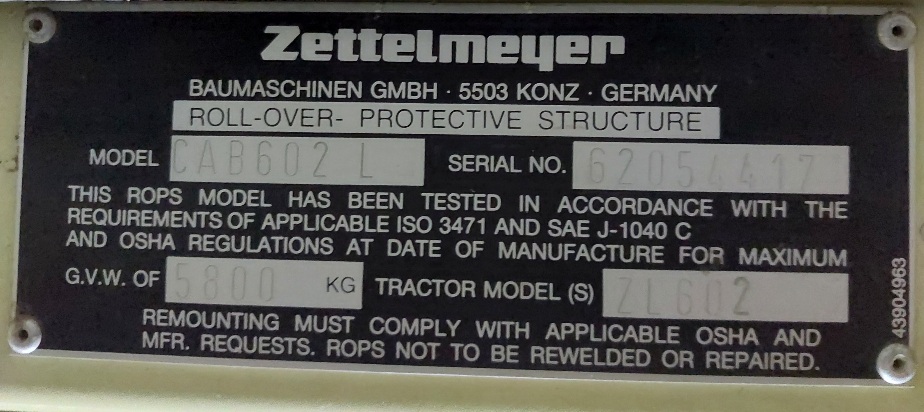 Zettelmeyer
BAUMASCHINEN GMBH · 5503 KONZ · GERMANY
ROLL-OVER- PROTECTIVE STRUCTURE
MODEL CAB602 L SERIAL NO. 62054417
THIS ROPS MODEL HAS BEEN TESTED IN ACCORDANCE WITH THE
REQUIREMENTS OF APPLICABLE ISO 3471 AND SAE J-1040 C
AND OSHA REGULATIONS AT DATE OF MANUFACTURE FOR MAXIMUM
G.V.W. OF 5800 KG TRACTOR MODEL (S) ZL602
REMOUNTING MUST COMPLY WITH APPLICABLE OSHA AND
MFR. REQUESTS. ROPS NOT TO BE REWELDED OR REPAIRED.
43904963